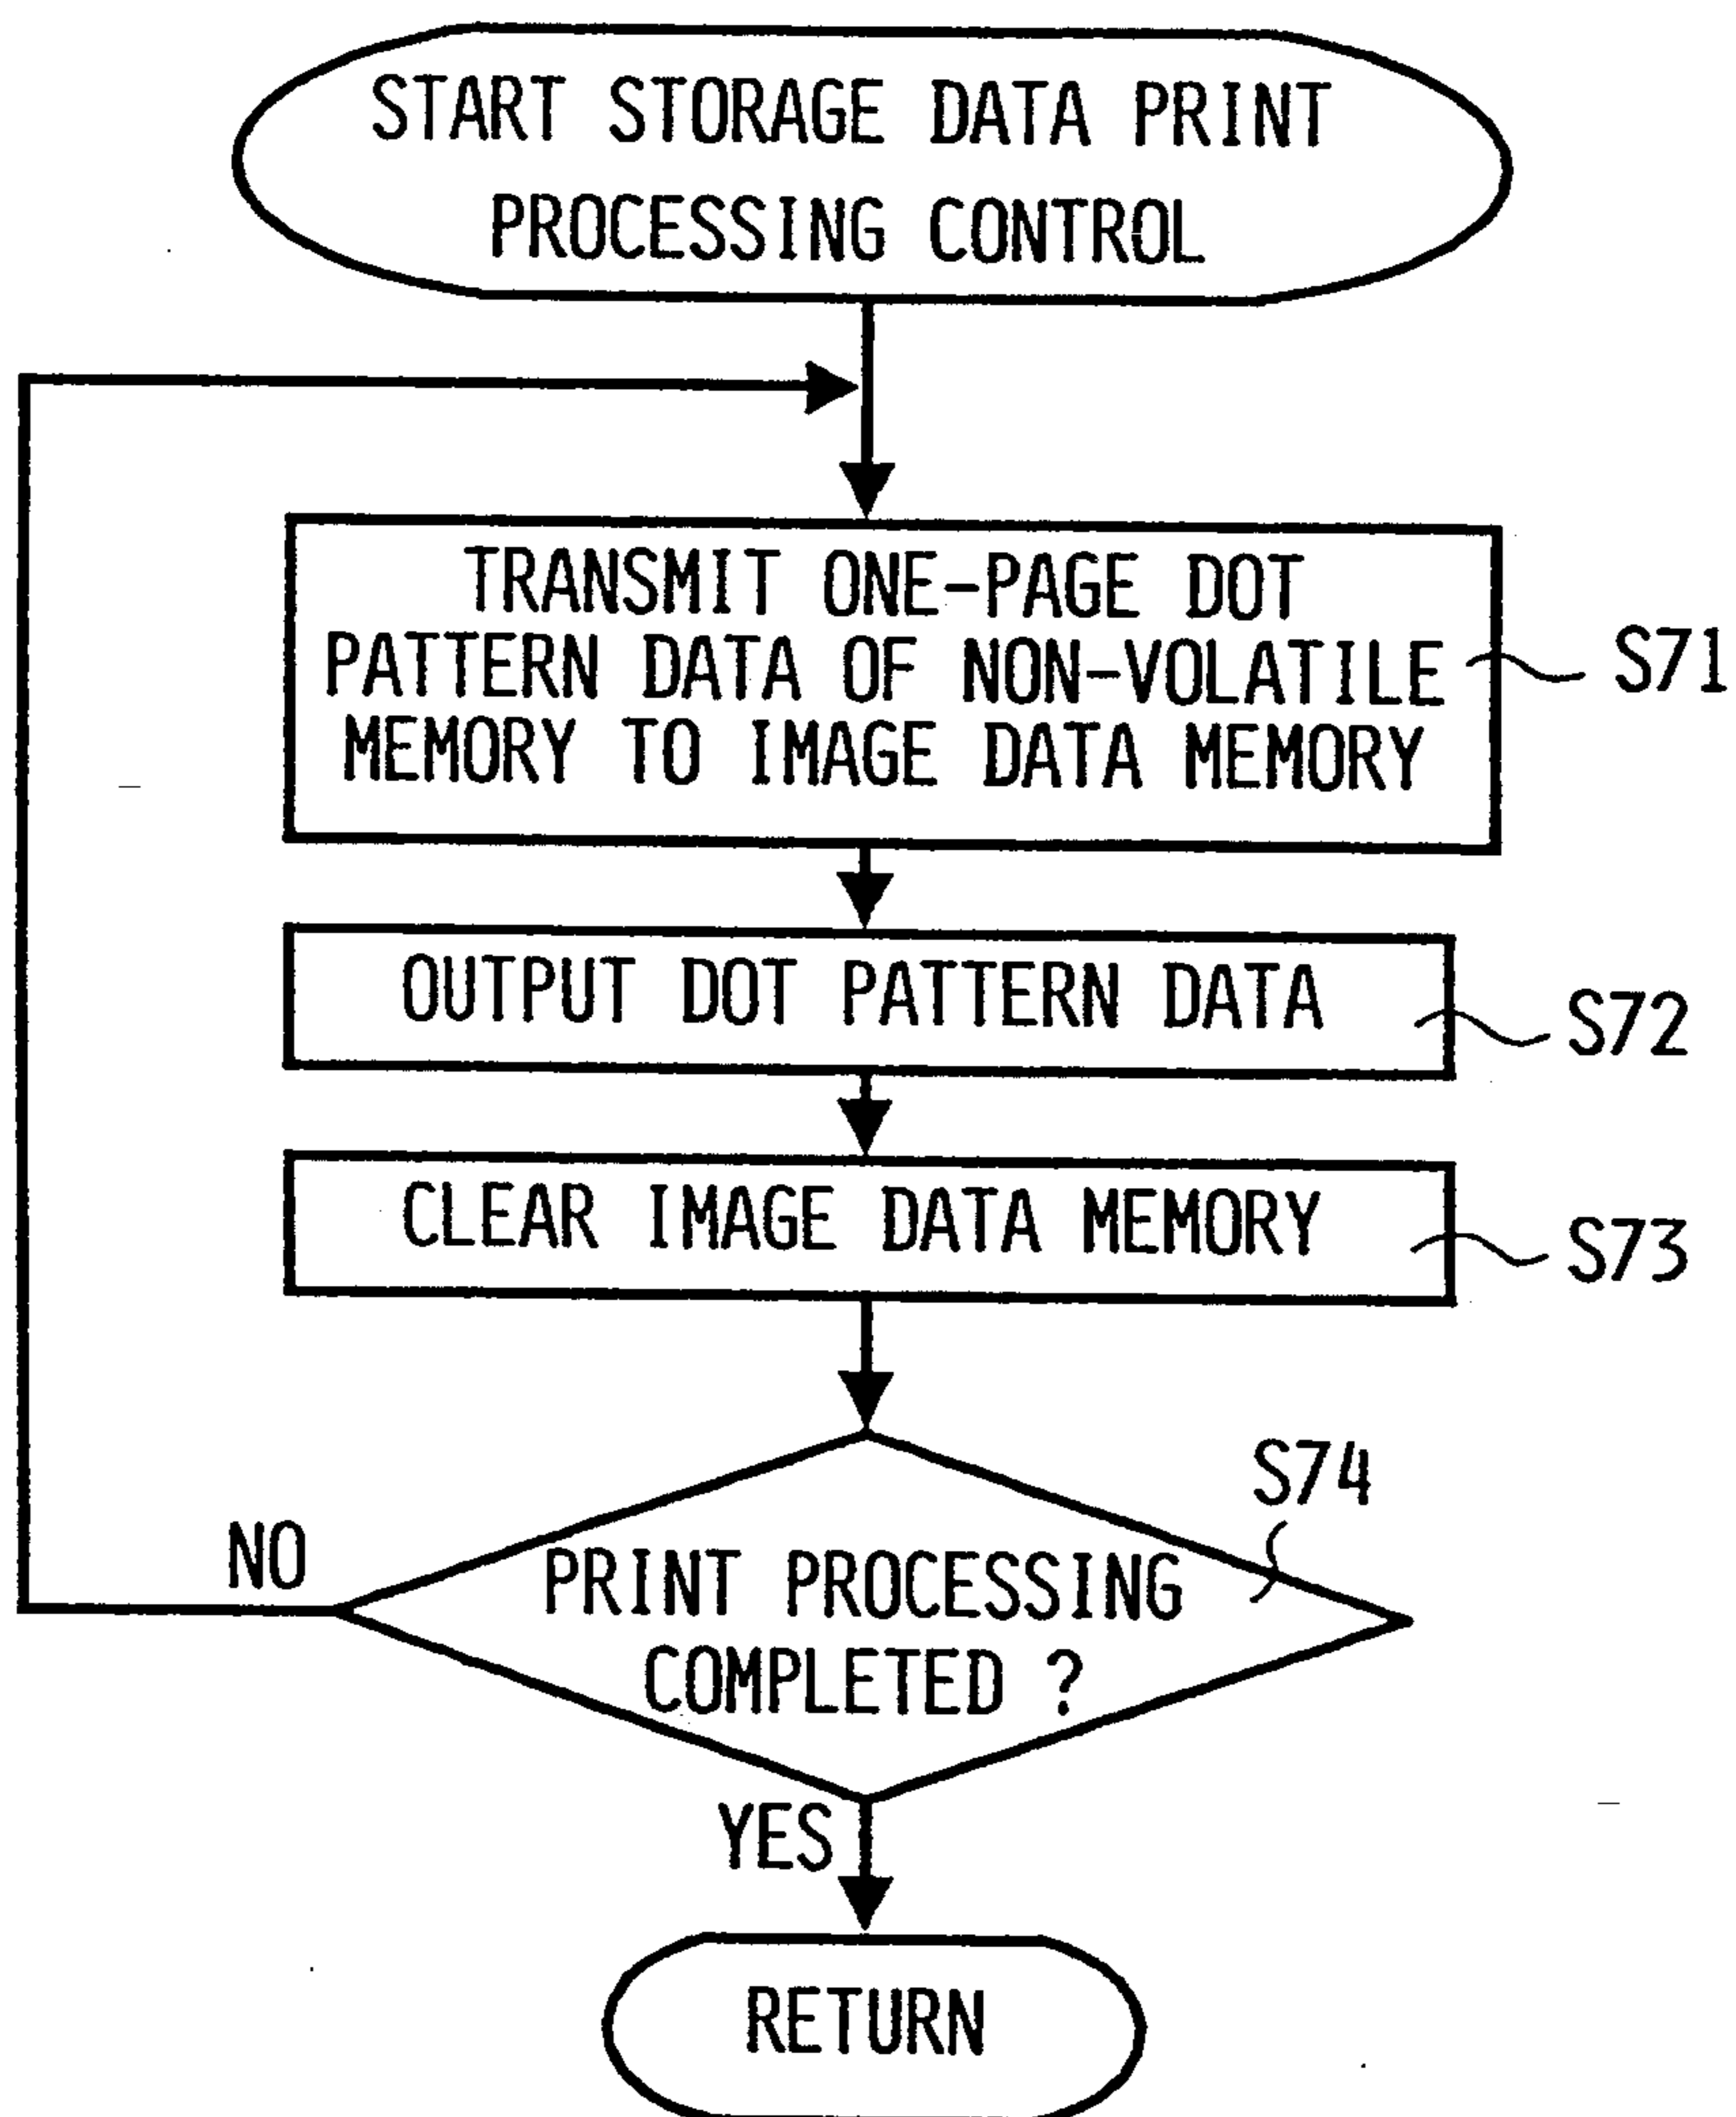 START STORAGE DATA PRINT
PROCESSING CONTROL
TRANSMIT ONE-PAGE DOT
PATTERN DATA OF NON-VOLATILE
MEMORY TO IMAGE DATA MEMORY
S71
OUTPUT DOT PATTERN DATA
S72
CLEAR IMAGE DATA MEMORY
S73
S74
NO
PRINT PROCESSING
COMPLETED ?
YES
RETURN